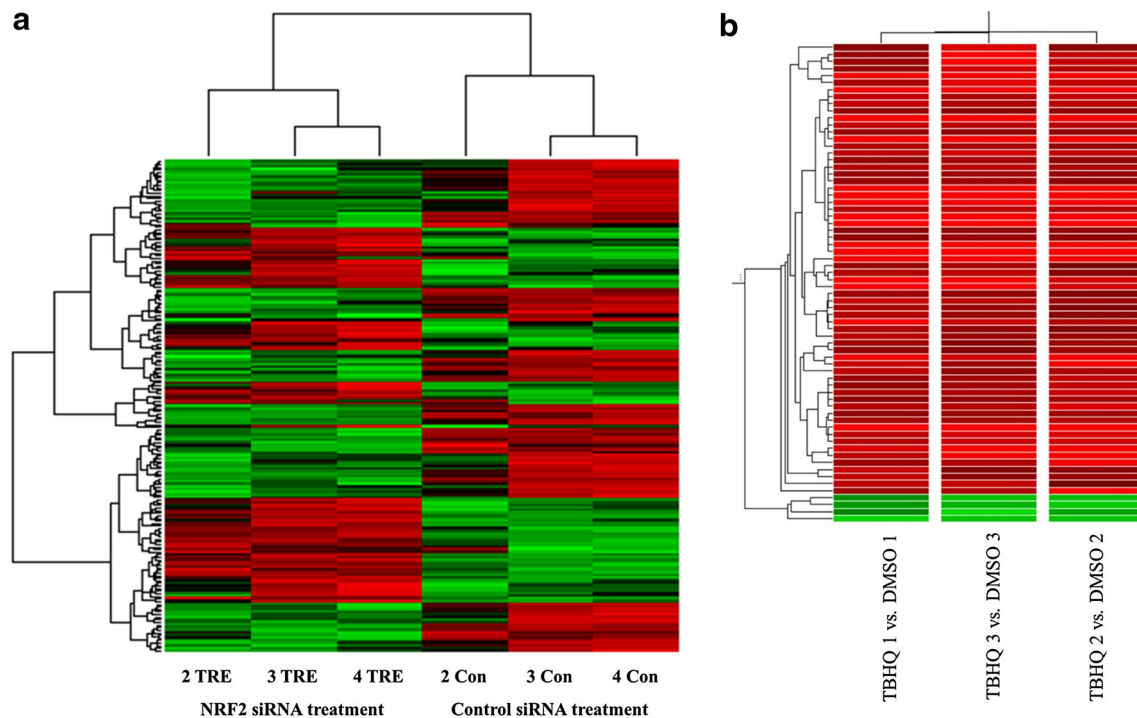 a
b
2 TRE 3 TRE 4 TRE 2 Con 3 Con 4 Con
NRF2 siRNA treatment Control siRNA treatment
TBHQ 1 vs. DMSO 1
TBHQ 3 vs. DMSO 3
TBHQ 2 vs. DMSO 2